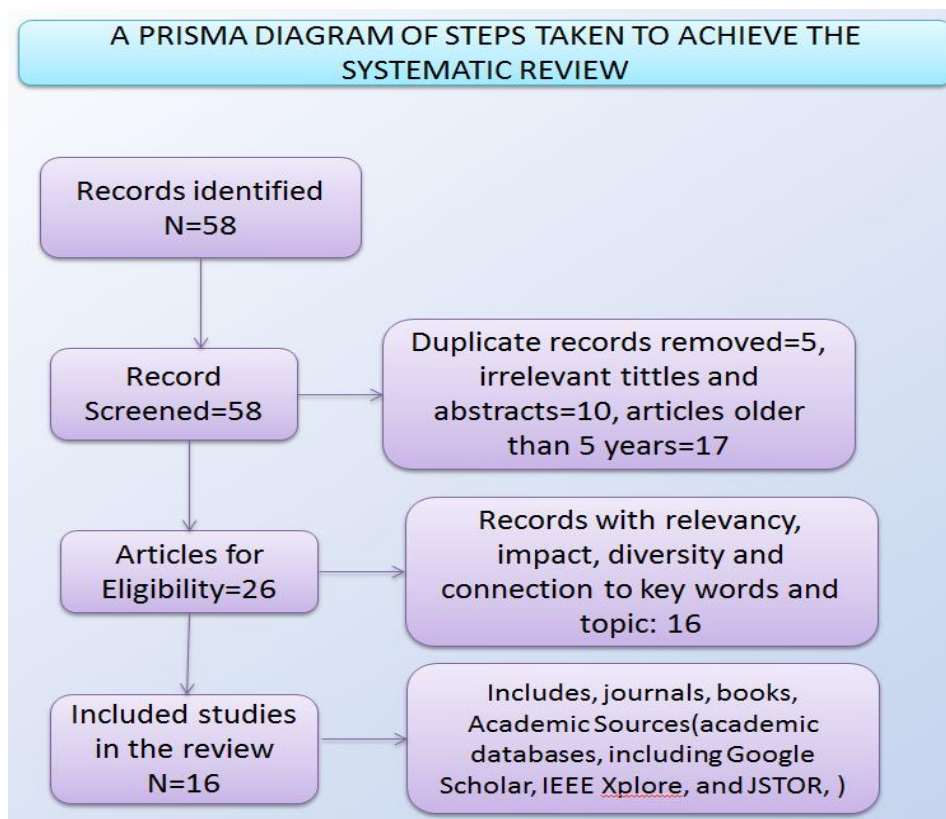 A PRISMA DIAGRAM OF STEPS TAKEN TO ACHIEVE THE
SYSTEMATIC REVIEW
Records identified
N=58
Record
Screened=58
Duplicate records removed=5,
irrelevant tittles and
abstracts=10, articles older
than 5 years=17
Articles for
Eligibility=26
Records with relevancy,
impact, diversity and
connection to key words and
topic: 16
Included studies
in the review
N=16
Includes, journals, books,
Academic Sources(academic
databases, including Google
Scholar, IEEE Xplore, and JSTOR, )